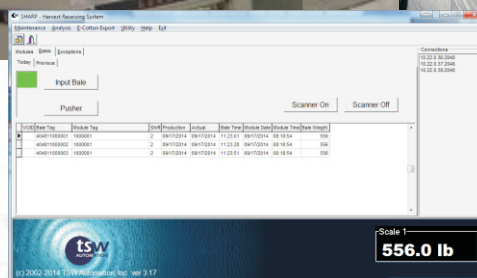 SHARP - Harvest Receiving System
Maintenance Analysis E-Cotton Export Utility Help Exit
Modules Bales Exceptions
Today Previous
Connections
10.22.0.36:2040
10.22.0.37:2040
10.22.0.38:2040
Input Bale
Pusher
Scanner On Scanner Off
VOID Bale Tag Module Tag Shift Production Actual Bale Time Module Date Module Time Bale Weight
404811000001 1000001 2 09/17/2014 09/17/2014 11:23:01 09/17/2014 08:18:54 556
404811000002 1000001 2 09/17/2014 09/17/2014 11:23:20 09/17/2014 08:18:54 556
404811000003 1000001 2 09/17/2014 09/17/2014 11:23:51 09/17/2014 08:18:54 556
tsw
AUTOMATION
Scale 1
556.0 lb
(c) 2002-2014 TSW Automation, Inc. ver 3.17